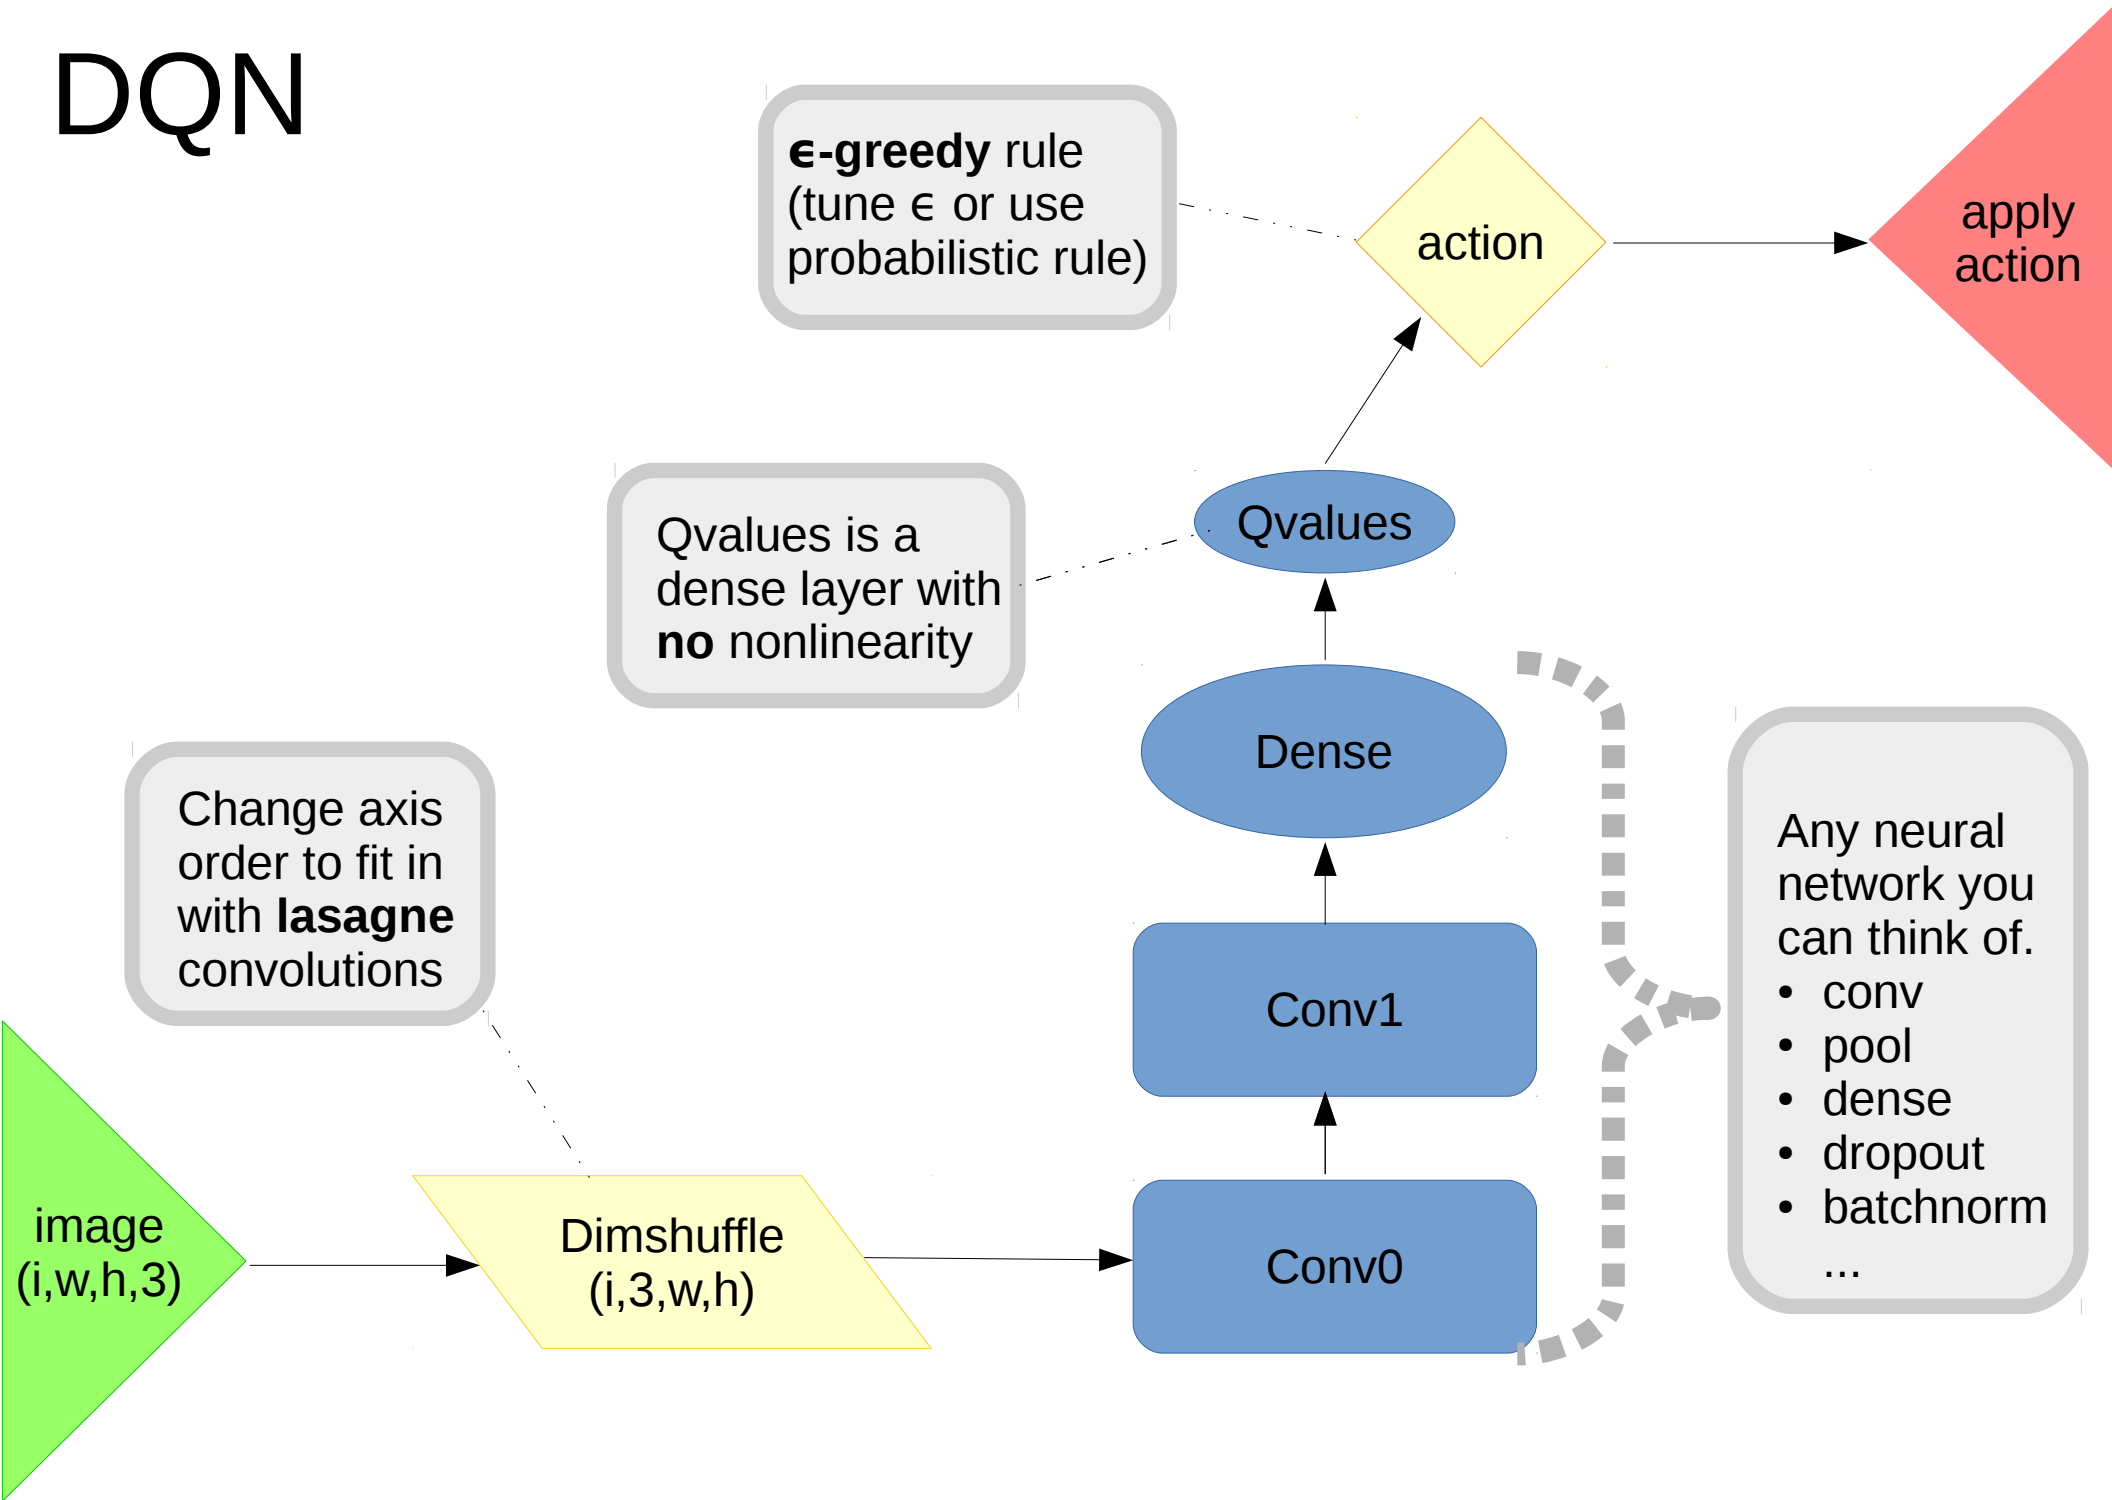 DQN
ϵ-greedy rule
(tune ϵ or use
probabilistic rule)
action
apply
action
Qvalues is a
dense layer with
no nonlinearity
Qvalues
Dense
Change axis
order to fit in
with lasagne
convolutions
Any neural
network you
can think of.
• conv
• pool
• dense
• dropout
• batchnorm
...
Conv1
image
(i,w,h,3)
Dimshuffle
(i,3,w,h)
Conv0